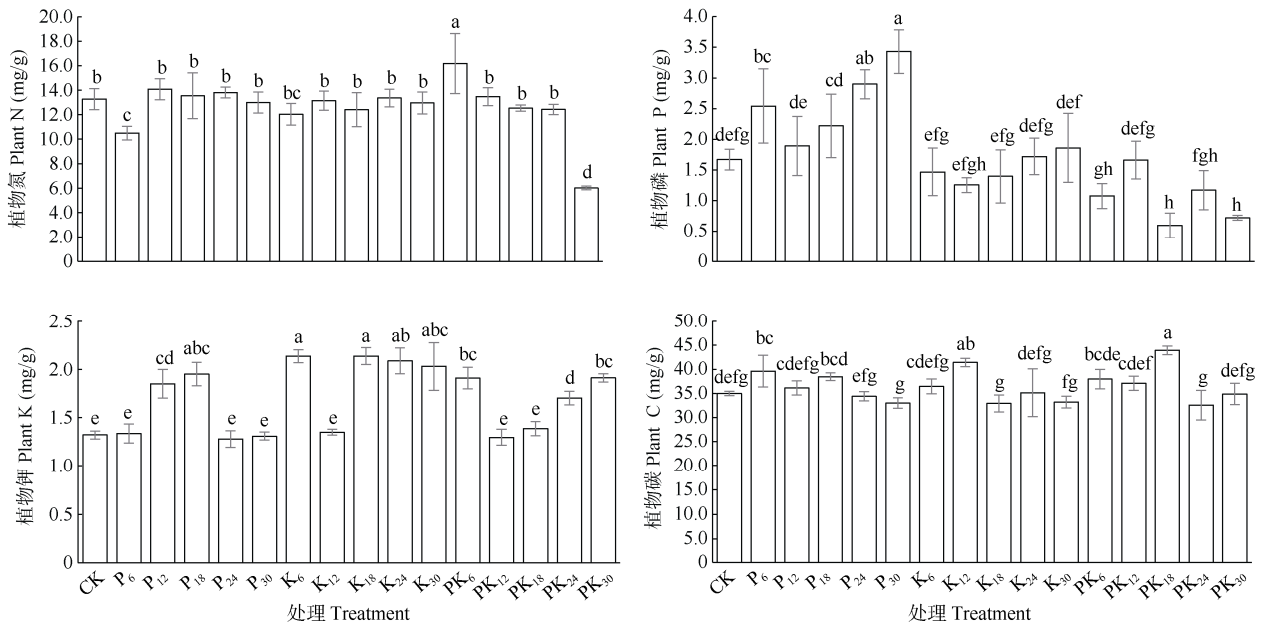 植物氮 Plant N (mg/g)
20.0
18.0
16.0
14.0
12.0
10.0
8.0
6.0
4.0
2.0
0
b
c
b
b
b
b
bc
b
b
b
b
a
b
b
b
d
植物磷 Plant P (mg/g)
4.0
3.5
3.0
2.5
2.0
1.5
1.0
0.5
0
defg
bc
de
cd
ab
a
efg
efgh
efg
defg
def
gh
defg
h
fgh
h
植物钾 Plant K (mg/g)
2.5
2.0
1.5
1.0
0.5
0
e
e
cd
abc
e
e
a
e
a
ab
abc
bc
e
e
d
bc
CK P6 P12 P18 P24 P30 K6 K12 K18 K24 K30 PK6 PK12 PK18 PK24 PK30
处理 Treatment
植物碳 Plant C (mg/g)
50.0
45.0
40.0
35.0
30.0
25.0
20.0
15.0
10.0
5.0
0
defg
bc
cdefg
bcd
efg
g
cdefg
ab
g
defg
fg
bcde
cdef
a
g
defg
CK P6 P12 P18 P24 P30 K6 K12 K18 K24 K30 PK6 PK12 PK18 PK24 PK30
处理 Treatment